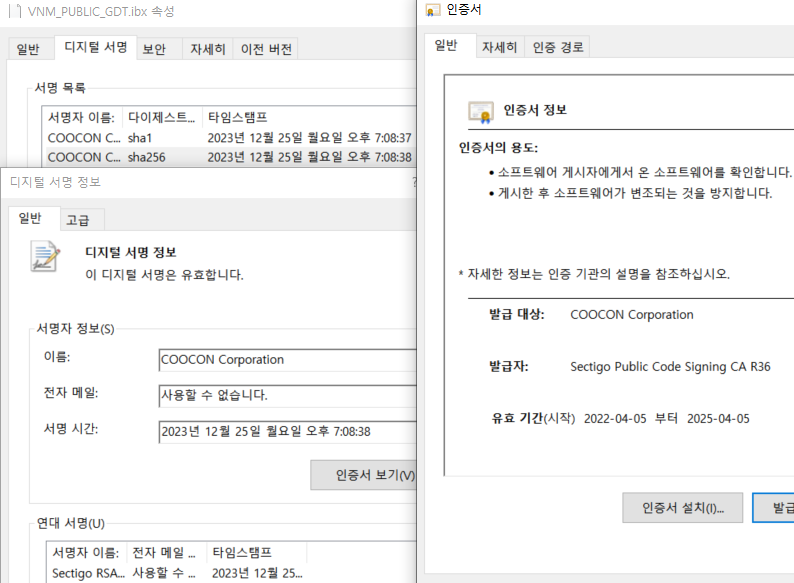 VNM_PUBLIC_GDT.ibx 속성
일반 디지털 서명 보안 자세히 이전 버전
서명 목록
서명자 이름: 다이제스트... 타임스탬프
COOCON C... sha1 2023년 12월 25일 월요일 오후 7:08:37
COOCON C... sha256 2023년 12월 25일 월요일 오후 7:08:38
디지털 서명 정보 ?
일반 고급
디지털 서명 정보
이 디지털 서명은 유효합니다.
서명자 정보(S)
이름: COOCON Corporation
전자 메일: 사용할 수 없습니다.
서명 시간: 2023년 12월 25일 월요일 오후 7:08:38
인증서 보기(V)
연대 서명(U)
서명자 이름: 전자 메일 ... 타임스탬프
Sectigo RSA... 사용할 수 ... 2023년 12월 25...
인증서
일반 자세히 인증 경로
인증서 정보
인증서의 용도:
• 소프트웨어 게시자에게서 온 소프트웨어를 확인합니다.
• 게시한 후 소프트웨어가 변조되는 것을 방지합니다.
* 자세한 정보는 인증 기관의 설명을 참조하십시오.
발급 대상: COOCON Corporation
발급자: Sectigo Public Code Signing CA R36
유효 기간(시작) 2022-04-05 부터 2025-04-05
인증서 설치(I)... 발급